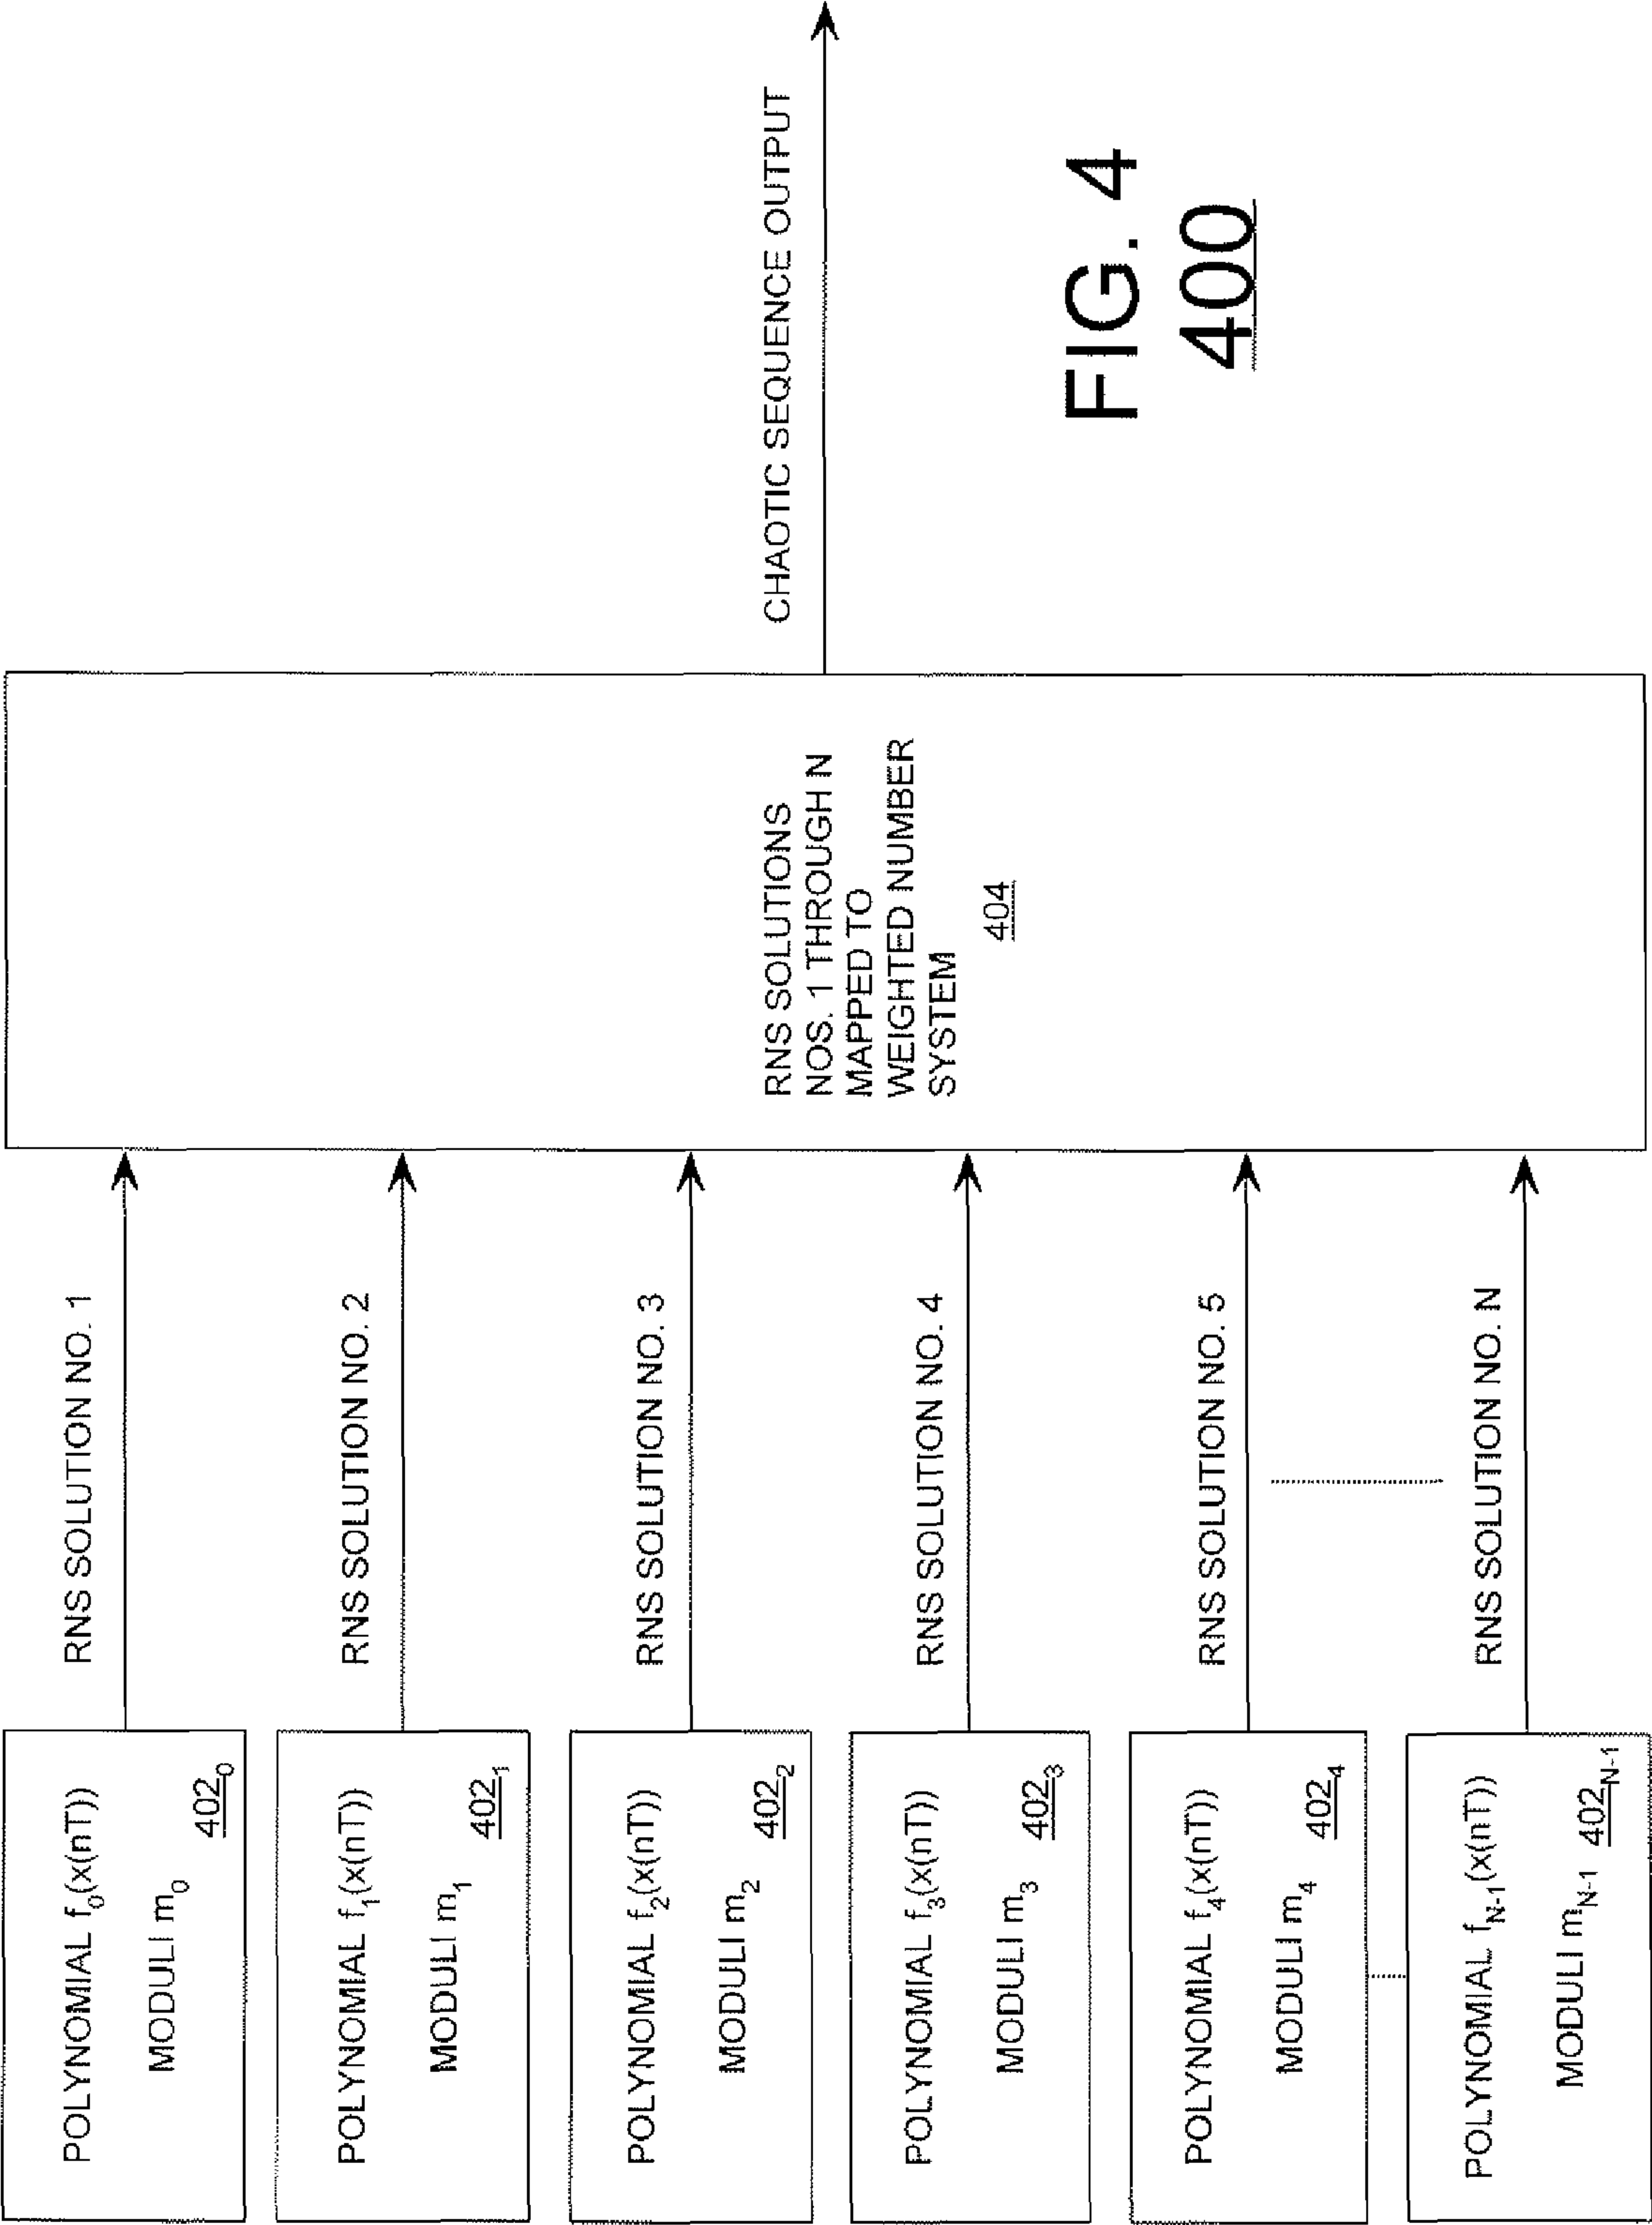 POLYNOMIAL f0(x(nT))
MODULI m0
4020
RNS SOLUTION NO. 1
POLYNOMIAL f1(x(nT))
MODULI m1
4021
RNS SOLUTION NO. 2
POLYNOMIAL f2(x(nT))
MODULI m2
4022
RNS SOLUTION NO. 3
POLYNOMIAL f3(x(nT))
MODULI m3
4023
RNS SOLUTION NO. 4
POLYNOMIAL f4(x(nT))
MODULI m4
4024
RNS SOLUTION NO. 5
POLYNOMIAL fN-1(x(nT))
MODULI mN-1 402N-1
RNS SOLUTION NO. N
RNS SOLUTIONS
NOS. 1 THROUGH N
MAPPED TO
WEIGHTED NUMBER
SYSTEM
404
CHAOTIC SEQUENCE OUTPUT
FIG. 4
400